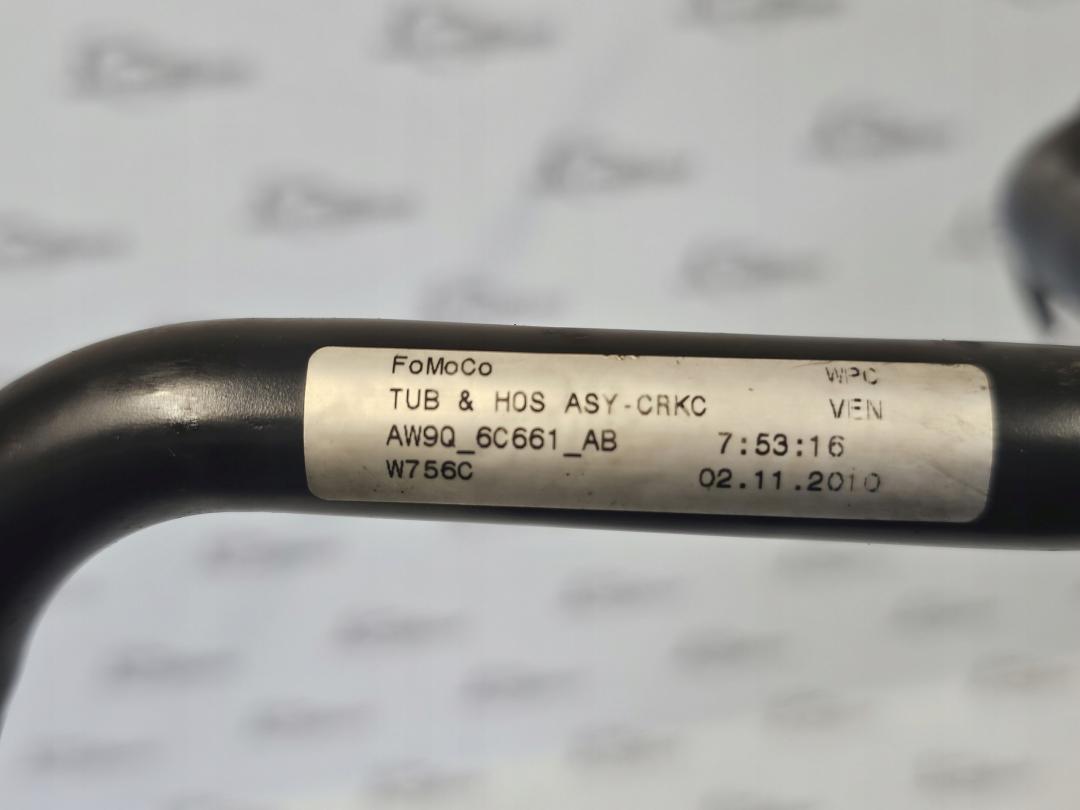 FoMoCo WPC
TUB & HOS ASY-CRKC VEN
AW9Q_6C661_AB 7:53:16
W756C 02.11.2010